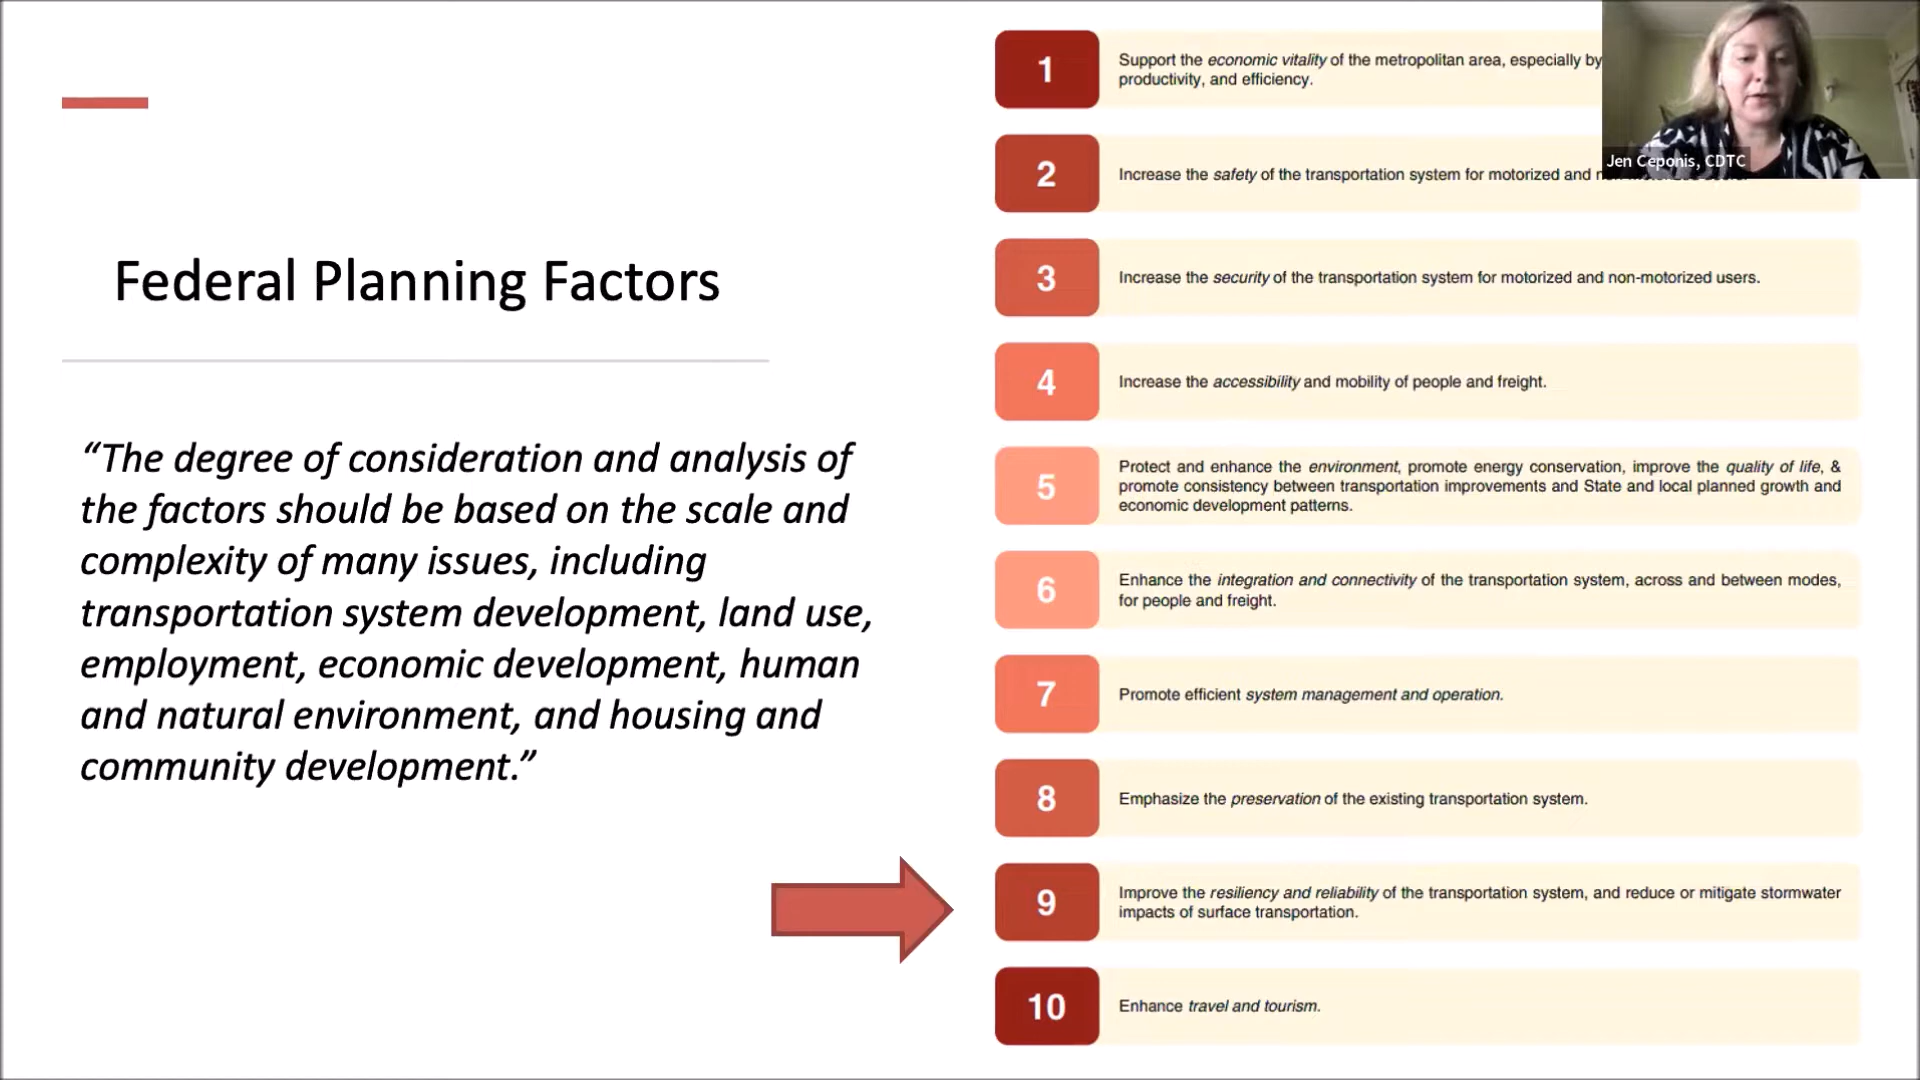 Federal Planning Factors
“The degree of consideration and analysis of
the factors should be based on the scale and
complexity of many issues, including
transportation system development, land use,
employment, economic development, human
and natural environment, and housing and
community development.”
1
Support the economic vitality of the metropolitan area, especially by
productivity, and efficiency.
2
Increase the safety of the transportation system for motorized and
3
Increase the security of the transportation system for motorized and non-motorized users.
4
Increase the accessibility and mobility of people and freight.
5
Protect and enhance the environment, promote energy conservation, improve the quality of life, &
promote consistency between transportation improvements and State and local planned growth and
economic development patterns.
6
Enhance the integration and connectivity of the transportation system, across and between modes,
for people and freight.
7
Promote efficient system management and operation.
8
Emphasize the preservation of the existing transportation system.
9
Improve the resiliency and reliability of the transportation system, and reduce or mitigate stormwater
impacts of surface transportation.
10
Enhance travel and tourism.
Jen Ceponis, CDTC